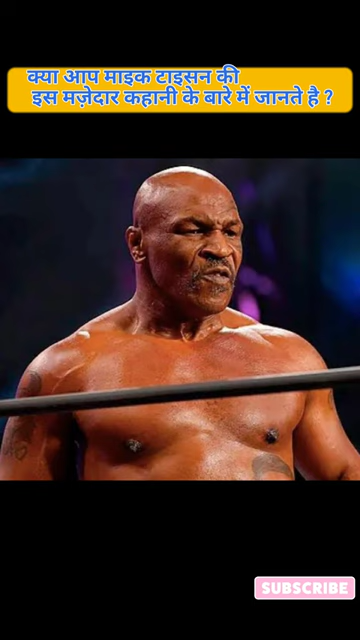 क्या आप माइक टाइसन की
इस मज़ेदार कहानी के बारे में जानते है ?
SUBSCRIBE